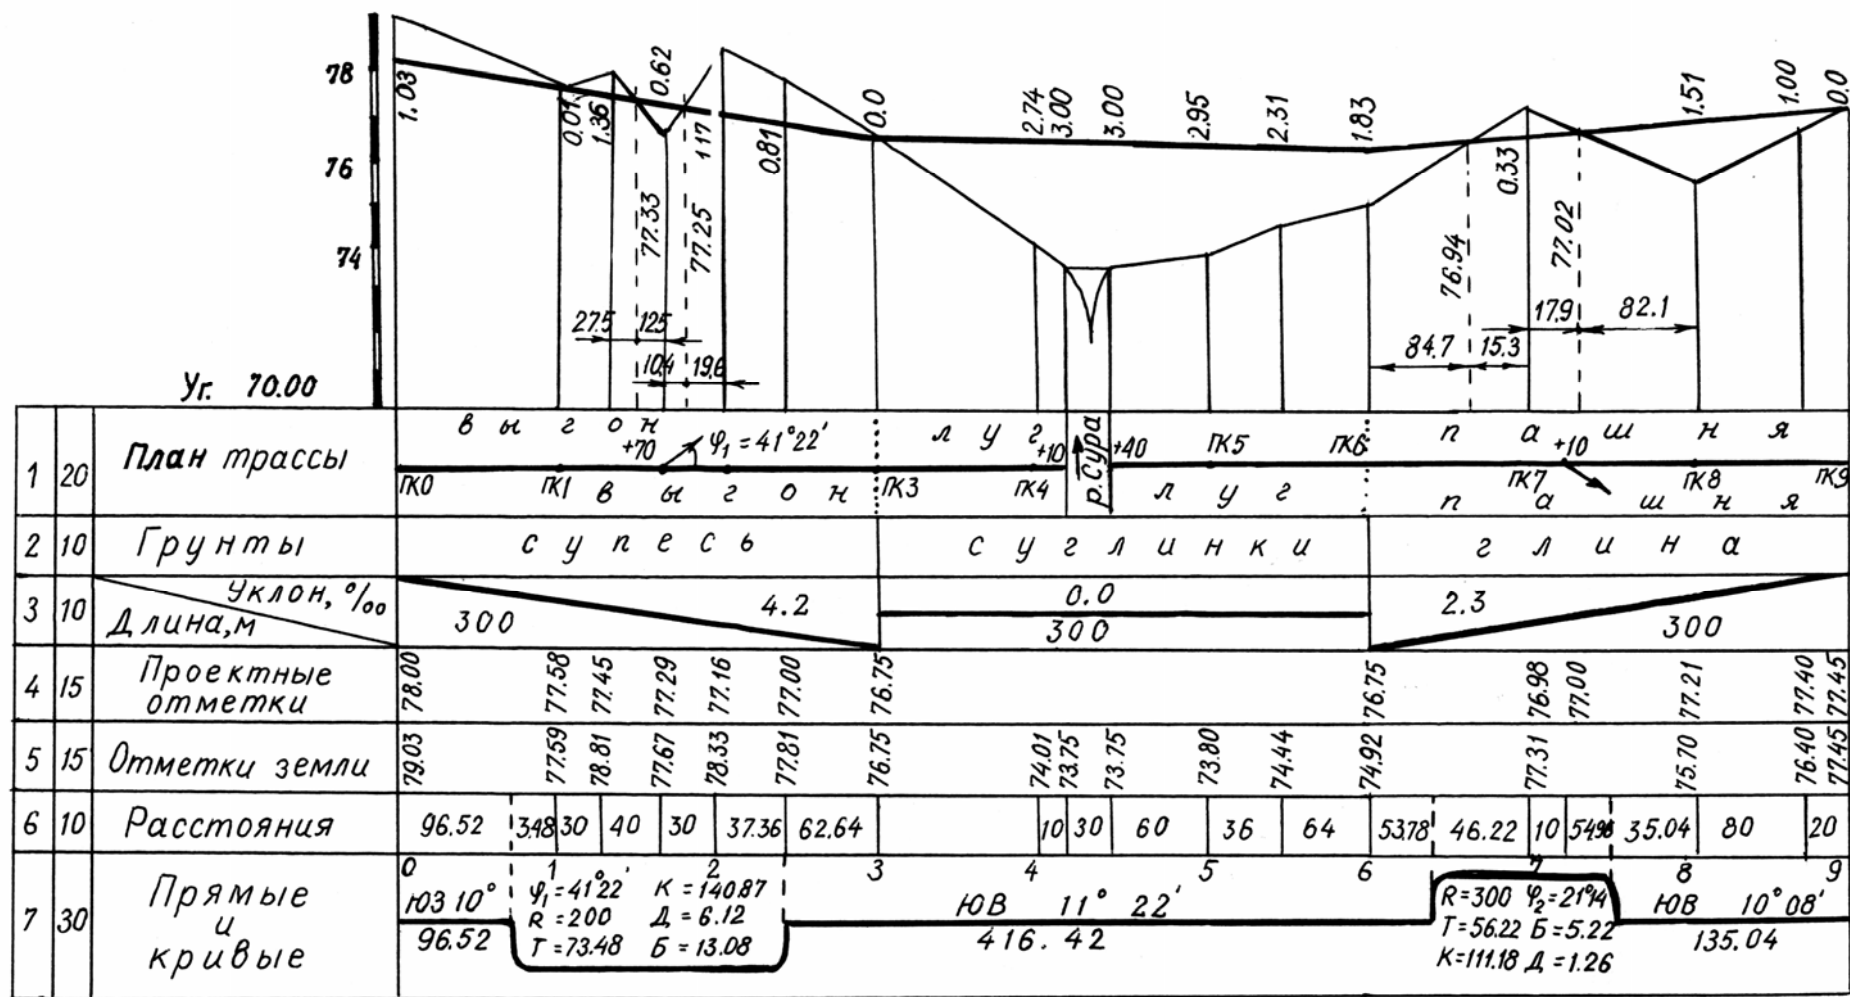 78
76
74
Уг. 70.00
1.03
0.01
1.36
0.62
1.17
0.81
0.0
2.74
3.00
3.00
2.95
2.31
1.83
0.33
1.51
1.00
0.0
77.33
77.25
76.94
77.02
27.5 12.5
10.4 19.6
84.7 15.3
17.9 82.1
1 20 План трассы
выгон луг пашня
+70 φ₁ = 41°22' +10 р.Сура +40 ПК5 ПК6 +10
ПК0 ПК1 выгон ПК3 ПК4 луг ПК7 пашня ПК8 ПК9
2 10 Грунты супесь суглинки глина
3 10 Уклон, ‰ 4.2 0.0 2.3
Длина, м 300 300 300
4 15 Проектные отметки 78.00 77.58 77.45 77.29 77.16 77.00 76.75 76.75 76.98 77.00 77.21 77.40 77.45
5 15 Отметки земли 79.03 77.59 78.81 77.67 78.33 77.81 76.75 74.01 73.75 73.75 73.80 74.44 74.92 77.31 75.70 76.40 77.45
6 10 Расстояния 96.52 3.48 30 40 30 37.36 62.64 10 30 60 36 64 53.78 46.22 10 54.96 35.04 80 20
0 1 2 3 4 5 6 7 8 9
7 30 Прямые и кривые
ЮЗ 10°
96.52
φ₁ = 41°22' К = 140.87
R = 200 Д = 6.12
Т = 73.48 Б = 13.08
ЮВ 11° 22'
416.42
R = 300 φ₂ = 21°14'
Т = 56.22 Б = 5.22
К = 111.18 Д = 1.26
ЮВ 10° 08'
135.04